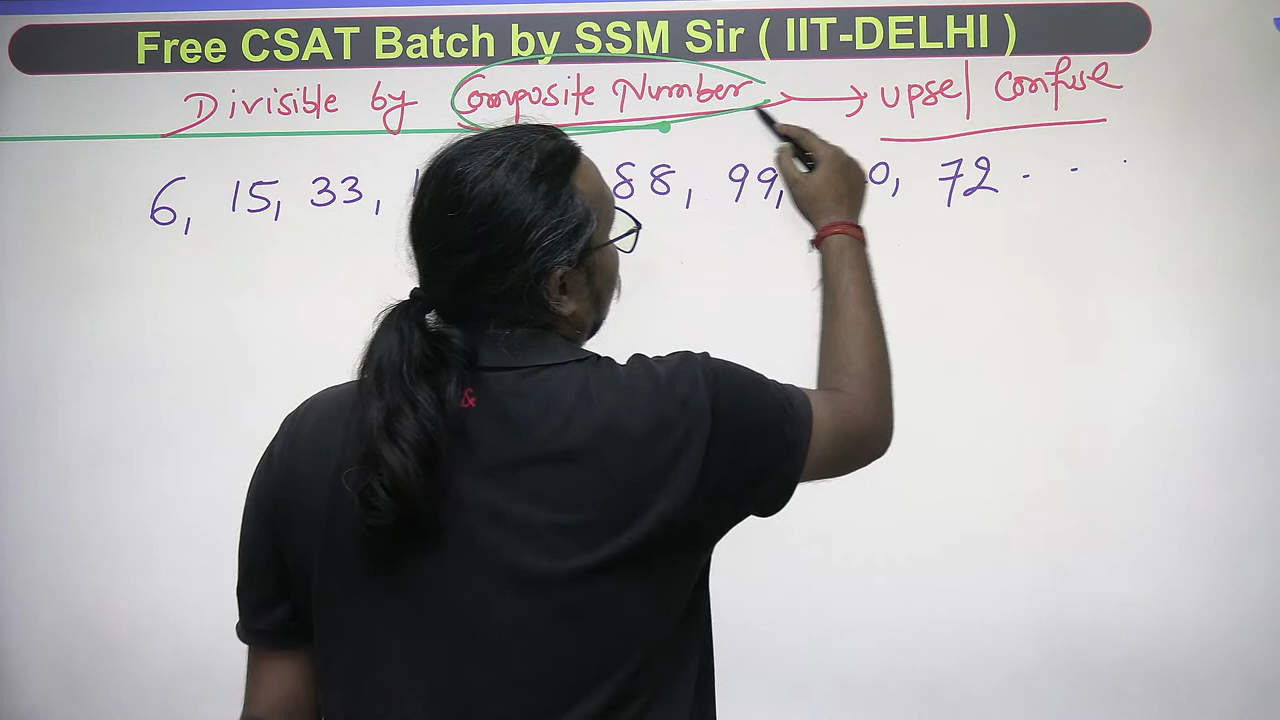 Free CSAT Batch by SSM Sir ( IIT-DELHI )
Divisible by Composite Number → upse| confuse
6, 15, 33, 88, 99, 72 . . .